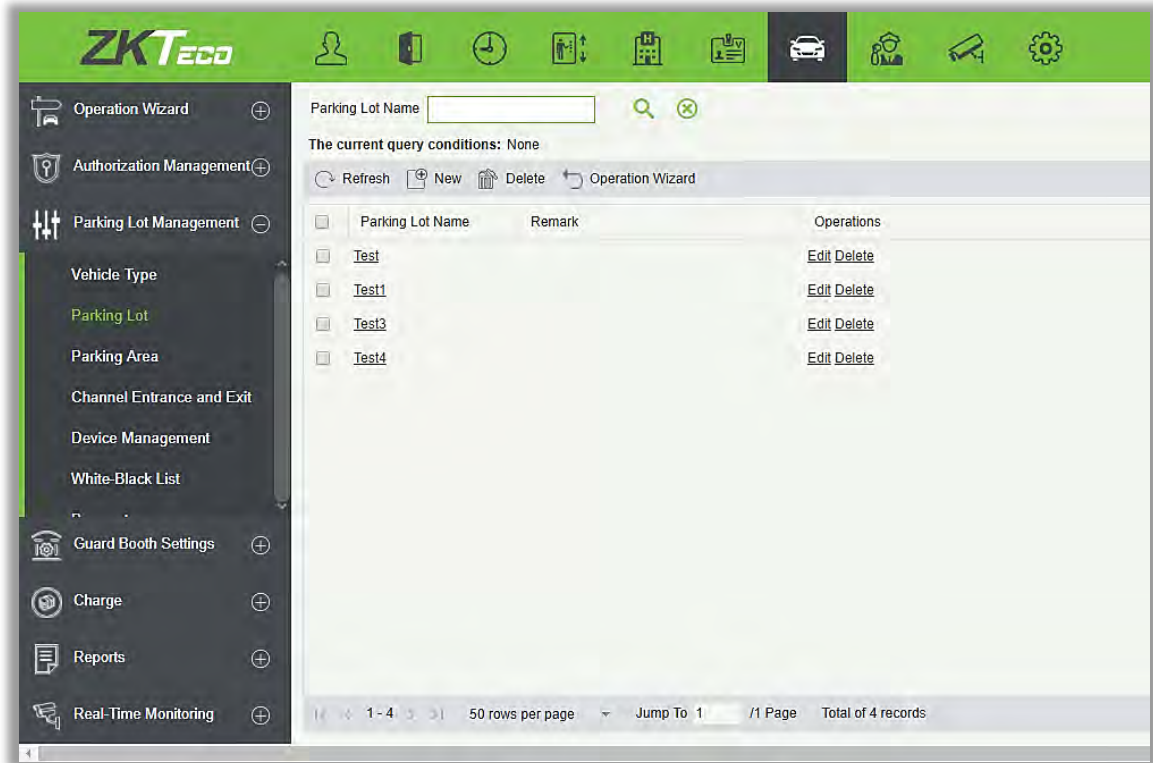 ZKTeco
Operation Wizard
Authorization Management
Parking Lot Management
Vehicle Type
Parking Lot
Parking Area
Channel Entrance and Exit
Device Management
White-Black List
Guard Booth Settings
Charge
Reports
Real-Time Monitoring
Parking Lot Name
The current query conditions: None
Refresh New Delete Operation Wizard
Parking Lot Name Remark Operations
Test Edit Delete
Test1 Edit Delete
Test3 Edit Delete
Test4 Edit Delete
1-4 50 rows per page Jump To 1 /1 Page Total of 4 records